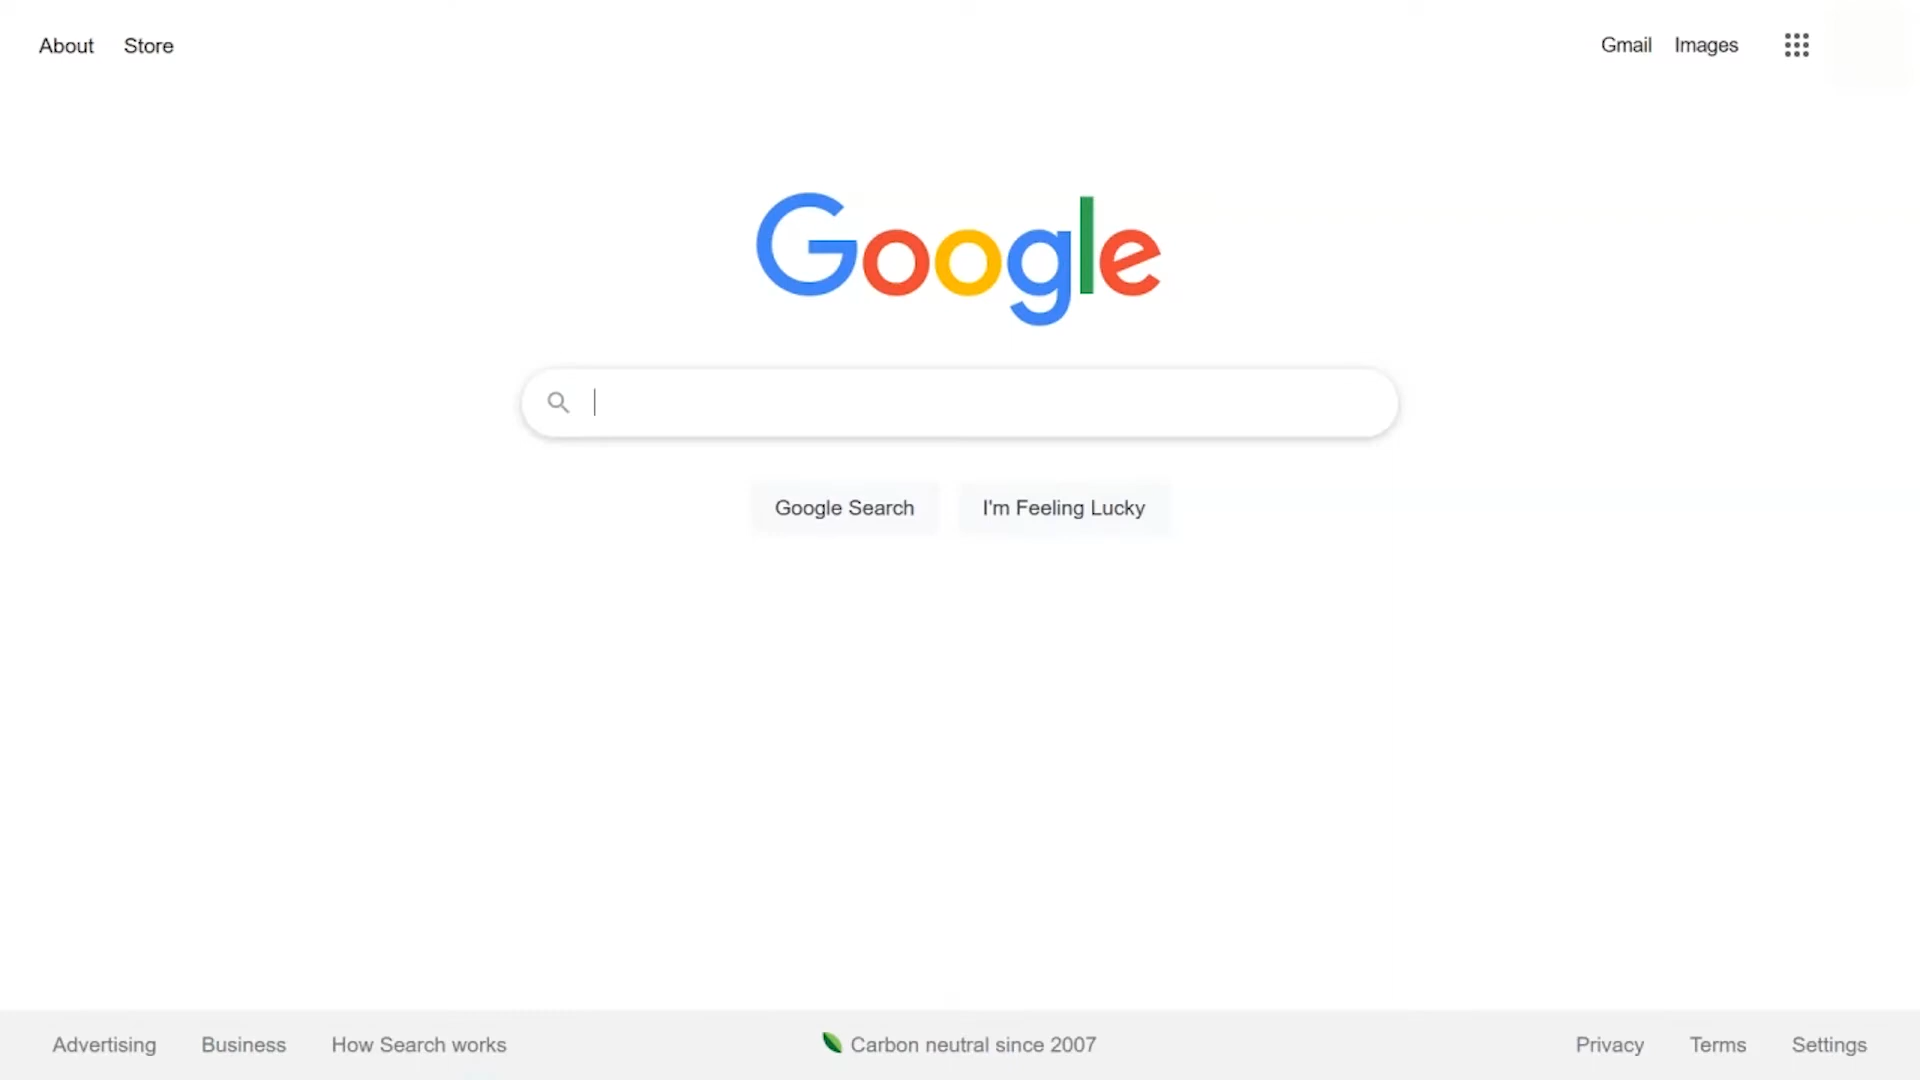 About Store
Gmail Images
Google
Google Search I'm Feeling Lucky
Advertising Business How Search works
Carbon neutral since 2007
Privacy Terms Settings